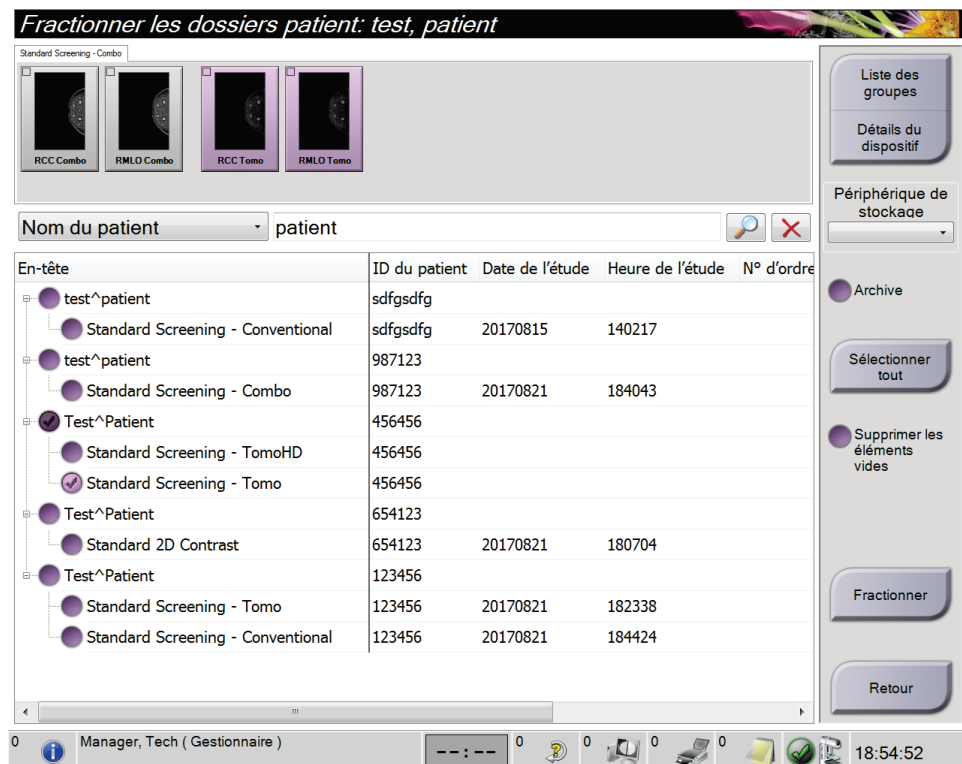 Fractionner les dossiers patient: test, patient
Standard Screening - Combo
RCC Combo RMLO Combo RCC Tomo RMLO Tomo
Nom du patient patient
En-tête ID du patient Date de l'étude Heure de l'étude N° d'ordre
test^patient sdfgsdfg
Standard Screening - Conventional sdfgsdfg 20170815 140217
test^patient 987123
Standard Screening - Combo 987123 20170821 184043
Test^Patient 456456
Standard Screening - TomoHD 456456
Standard Screening - Tomo 456456
Test^Patient 654123
Standard 2D Contrast 654123 20170821 180704
Test^Patient 123456
Standard Screening - Tomo 123456 20170821 182338
Standard Screening - Conventional 123456 20170821 184424
Liste des
groupes
Détails du
dispositif
Périphérique de
stockage
Archive
Sélectionner
tout
Supprimer les
éléments
vides
Fractionner
Retour
0 Manager, Tech ( Gestionnaire ) --:-- 0 0 0 0 18:54:52